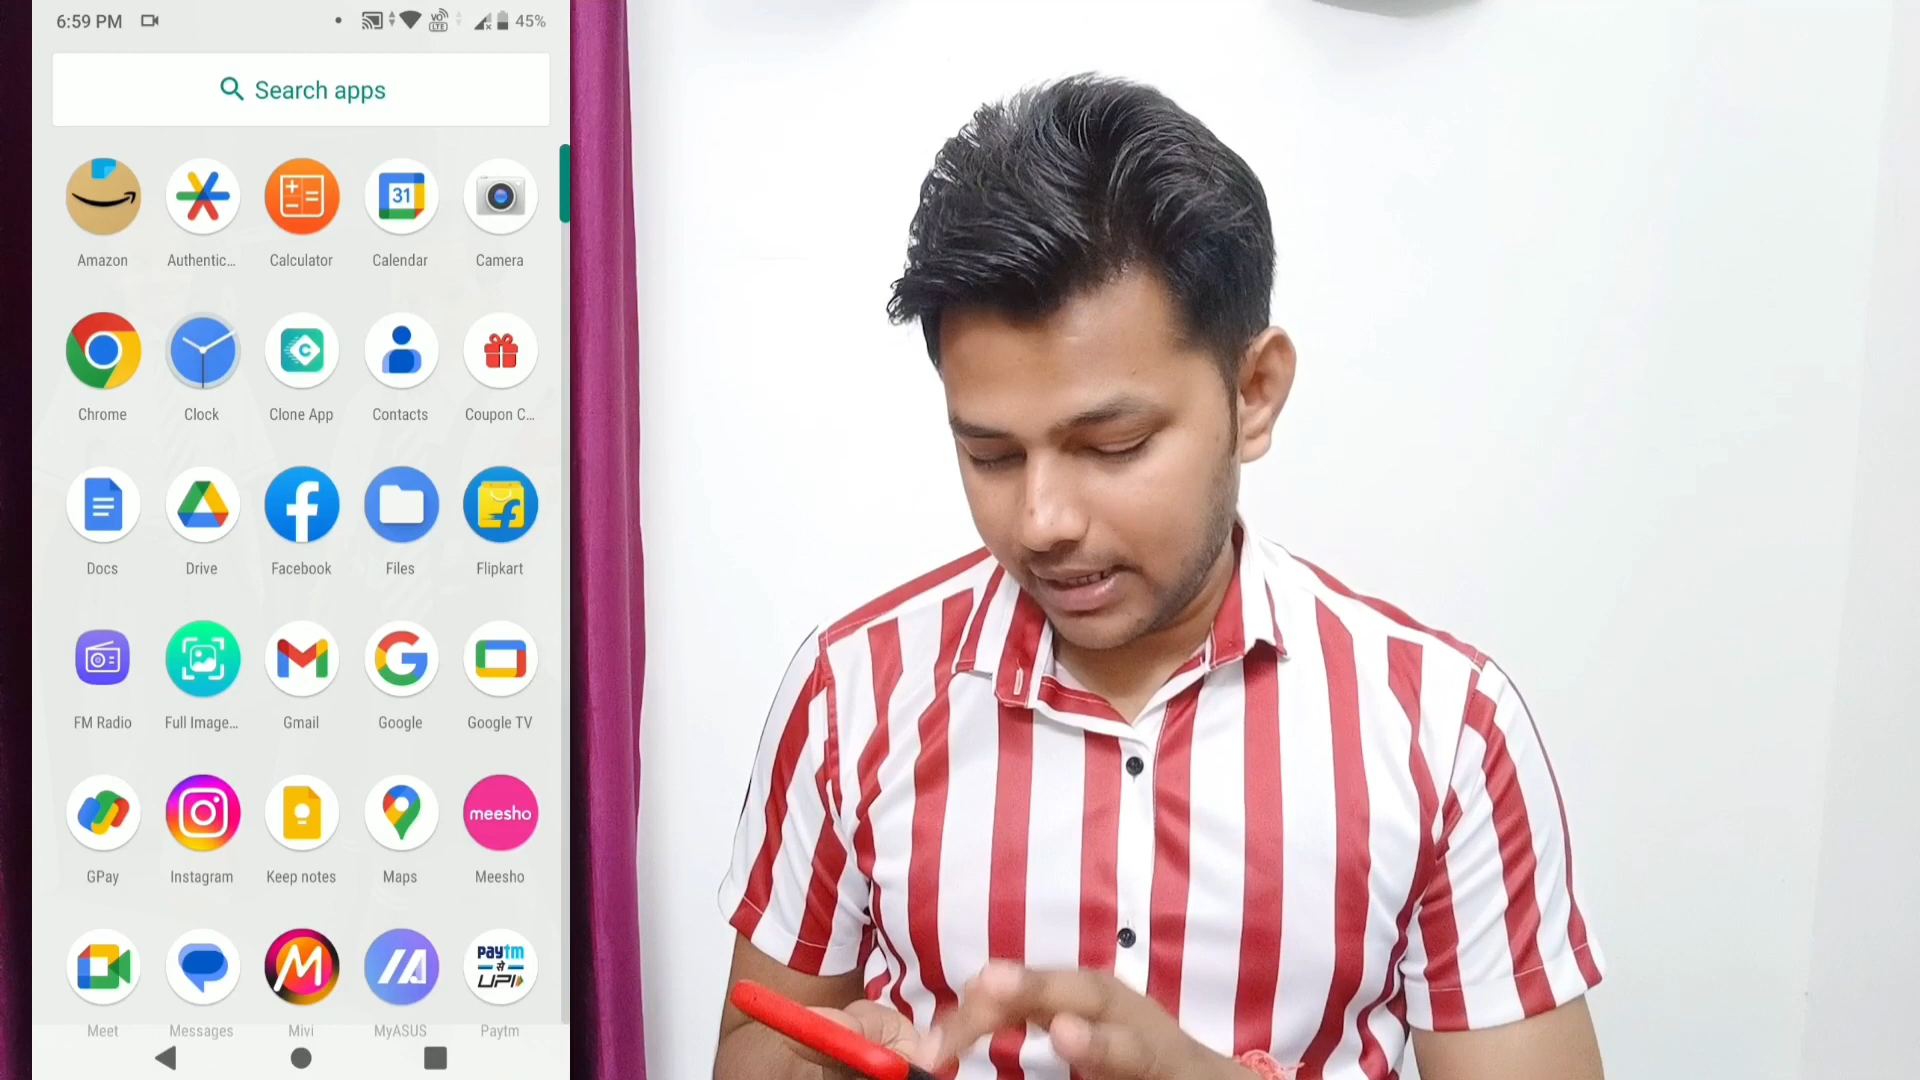 6:59 PM VO LTE 45%
Search apps
31
Amazon Authentic... Calculator Calendar Camera
Chrome Clock Clone App Contacts Coupon C...
Docs Drive Facebook Files Flipkart
FM Radio Full Image... Gmail Google Google TV
meesho
GPay Instagram Keep notes Maps Meesho
paytm
से
UPI
Meet Messages Mivi MyASUS Paytm